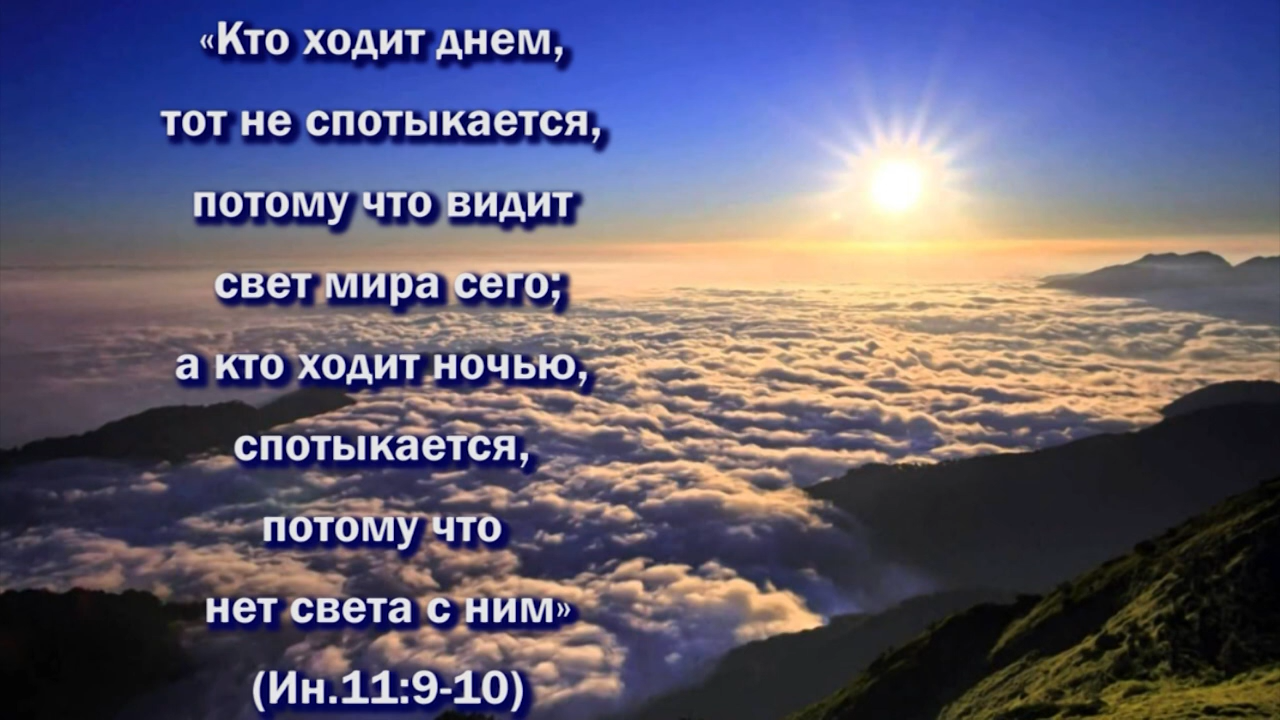 «Кто ходит днем,
тот не спотыкается,
потому что видит
свет мира сего;
а кто ходит ночью,
спотыкается,
потому что
нет света с ним»
(Ин.11:9-10)